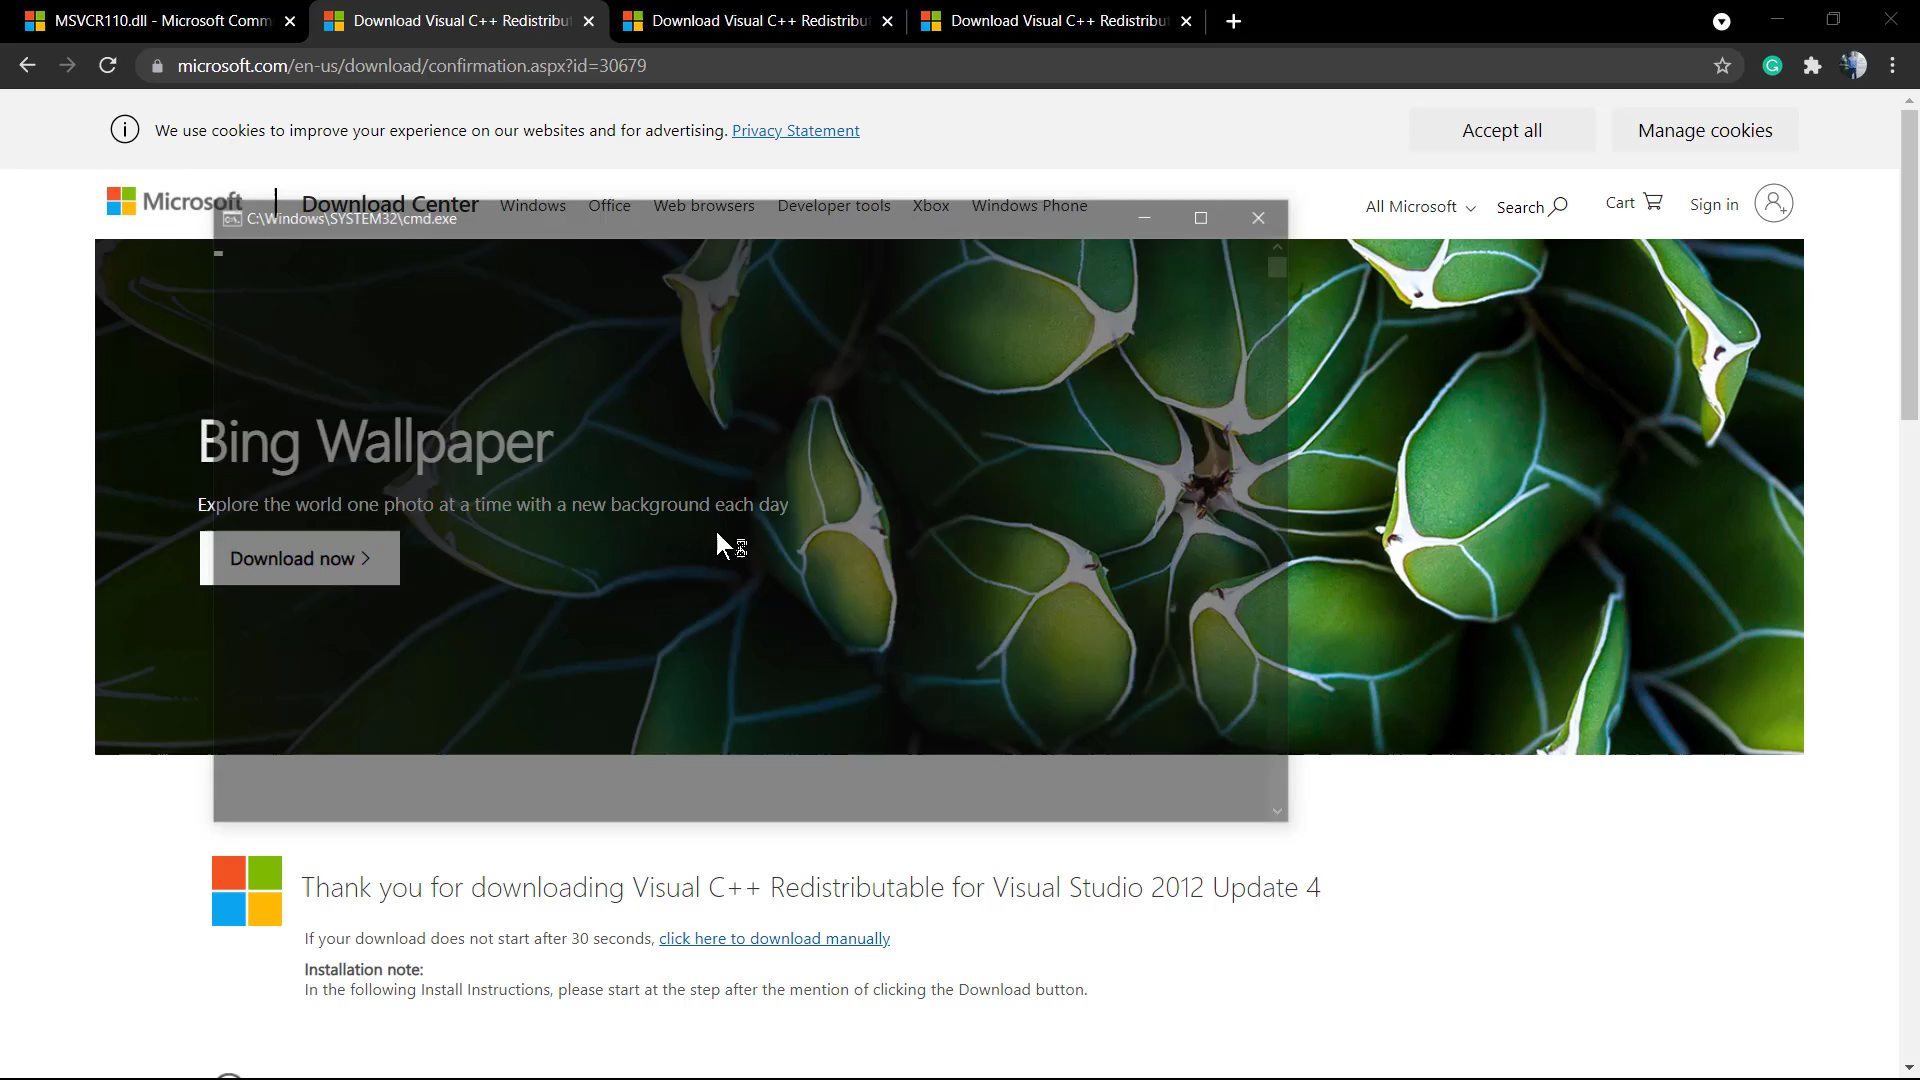 MSVCR110.dll - Microsoft Comm
Download Visual C++ Redistribut
Download Visual C++ Redistribut
Download Visual C++ Redistribut
microsoft.com/en-us/download/confirmation.aspx?id=30679
We use cookies to improve your experience on our websites and for advertising. Privacy Statement
Accept all
Manage cookies
Microsoft
Download Center
Windows
Office
Web browsers
Developer tools
Xbox
Windows Phone
All Microsoft
Search
Cart
Sign in
C:\Windows\SYSTEM32\cmd.exe
Bing Wallpaper
Explore the world one photo at a time with a new background each day
Download now >
Thank you for downloading Visual C++ Redistributable for Visual Studio 2012 Update 4
If your download does not start after 30 seconds, click here to download manually
Installation note:
In the following Install Instructions, please start at the step after the mention of clicking the Download button.